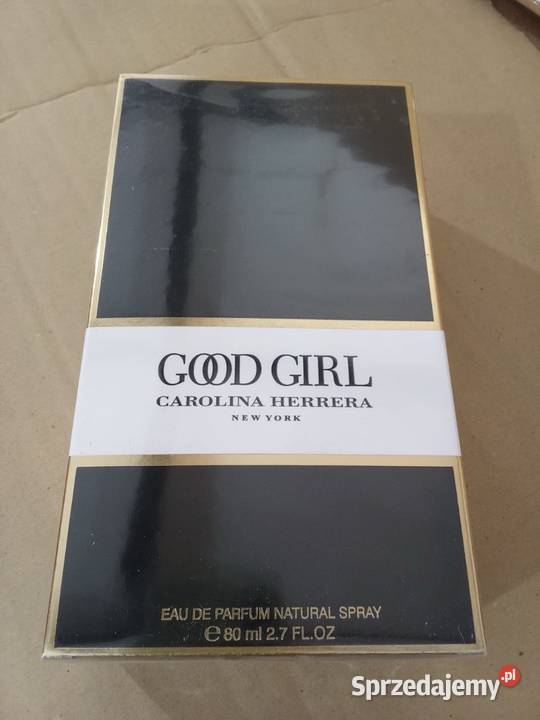 GOOD GIRL
CAROLINA HERRERA
NEW YORK
EAU DE PARFUM NATURAL SPRAY
℮ 80 ml 2.7 FL.OZ
Sprzedajemy.pl